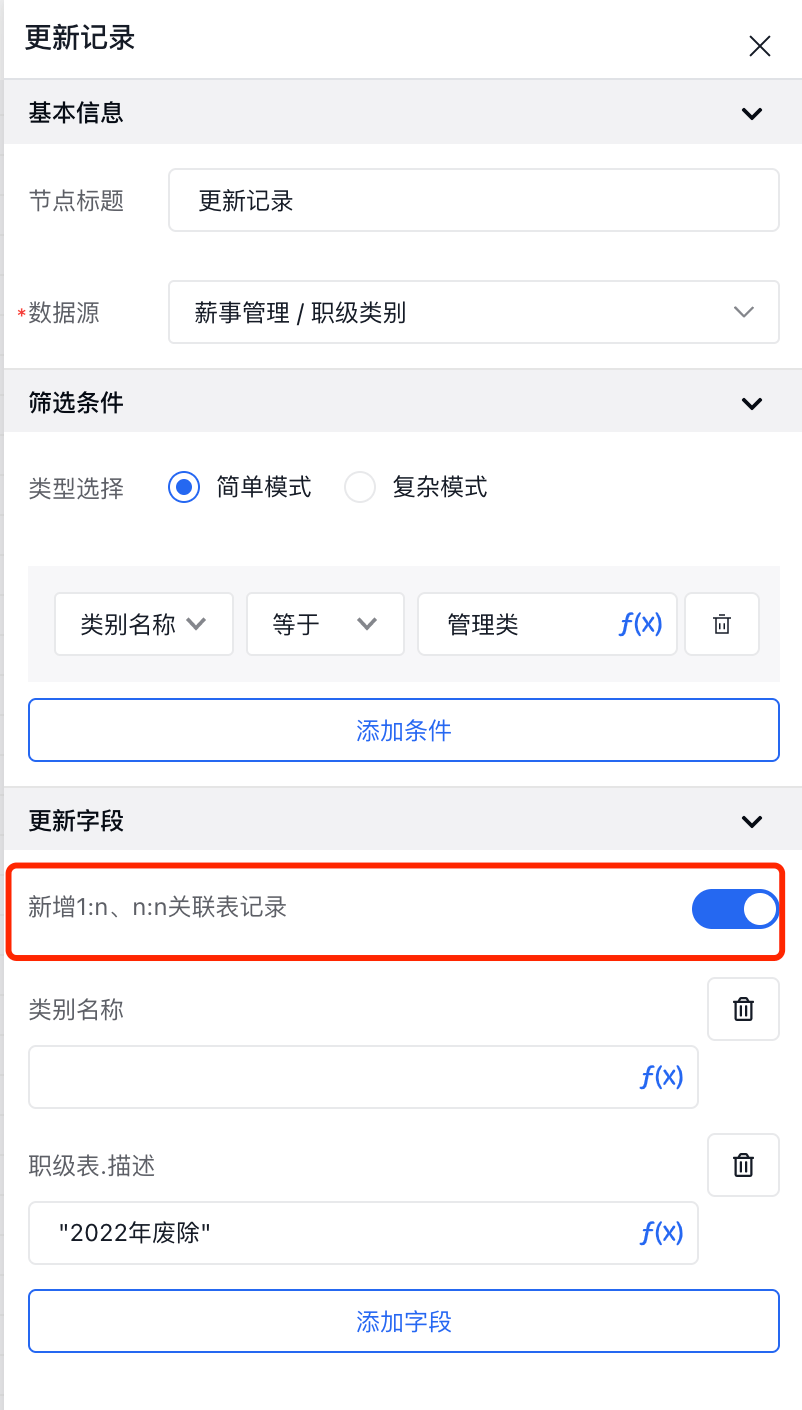 更新记录
基本信息
节点标题 更新记录
*数据源 薪事管理 / 职级类别
筛选条件
类型选择 简单模式 复杂模式
类别名称 等于 管理类 f(x)
添加条件
更新字段
新增1:n、n:n关联表记录
类别名称
f(x)
职级表.描述
"2022年废除" f(x)
添加字段